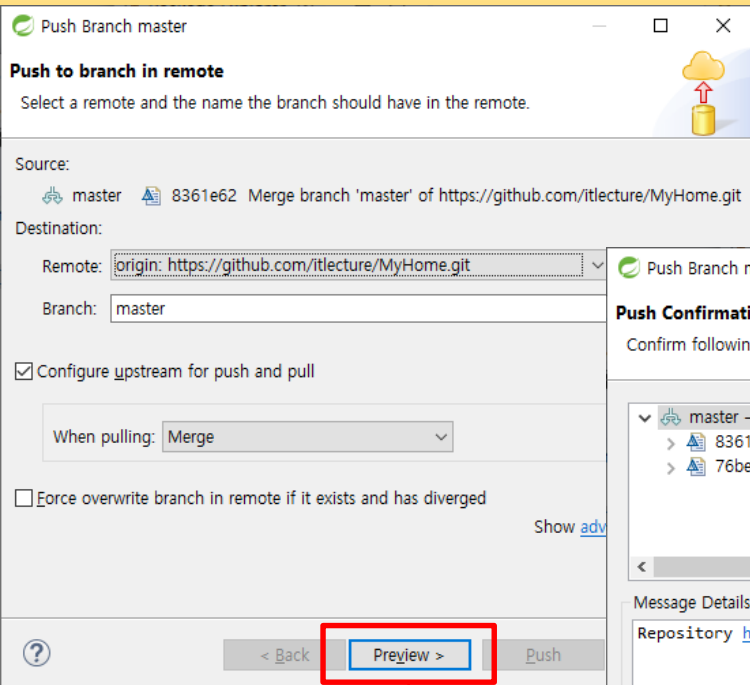 Push Branch master
Push to branch in remote
Select a remote and the name the branch should have in the remote.
Source:
master 8361e62 Merge branch 'master' of https://github.com/itlecture/MyHome.git
Destination:
Remote: origin: https://github.com/itlecture/MyHome.git
Branch: master
Configure upstream for push and pull
When pulling: Merge
Force overwrite branch in remote if it exists and has diverged
Show adv
< Back Preview > Push
Push Branch
Push Confirmati
Confirm followin
master -
8361
76be
Message Details
Repository h